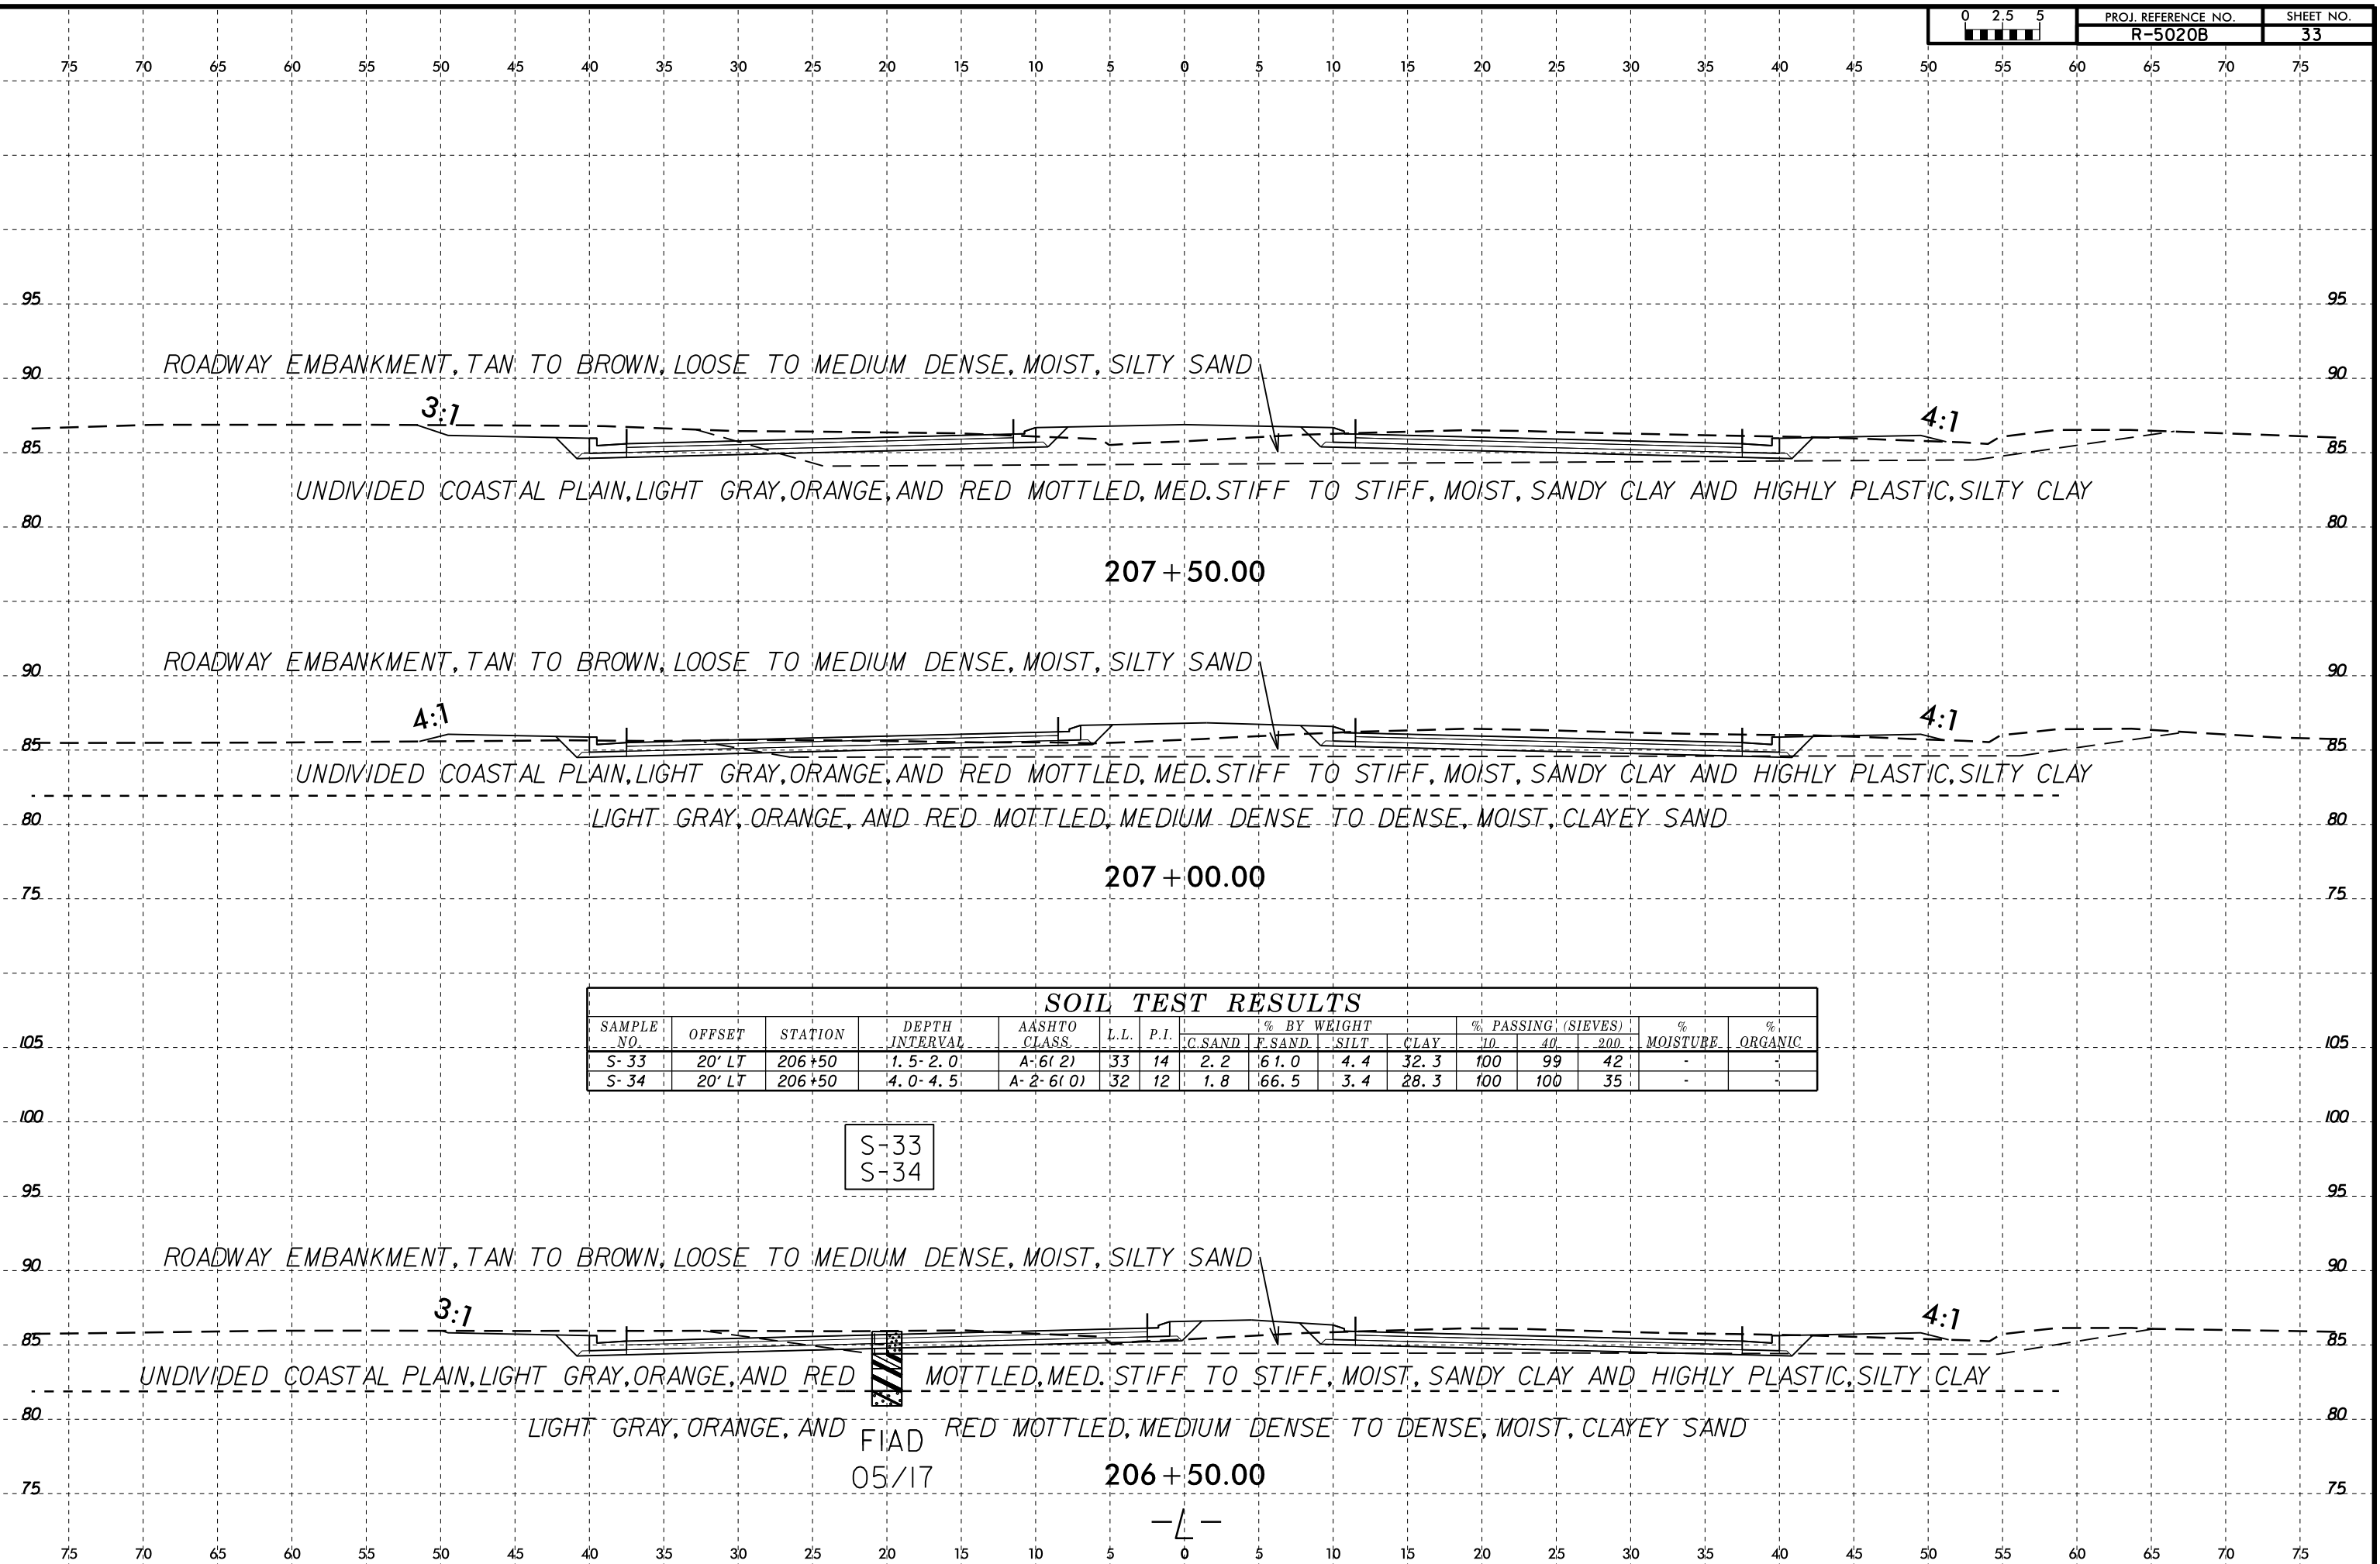 0 2.5 5
PROJ. REFERENCE NO. SHEET NO.
R-5020B 33
75 70 65 60 55 50 45 40 35 30 25 20 15 10 5 0 5 10 15 20 25 30 35 40 45 50 55 60 65 70 75
95 95
ROADWAY EMBANKMENT, TAN TO BROWN, LOOSE TO MEDIUM DENSE, MOIST, SILTY SAND
90 90
3:1 4:1
85 85
UNDIVIDED COASTAL PLAIN, LIGHT GRAY, ORANGE, AND RED MOTTLED, MED. STIFF TO STIFF, MOIST, SANDY CLAY AND HIGHLY PLASTIC, SILTY CLAY
80 80
207+50.00
ROADWAY EMBANKMENT, TAN TO BROWN, LOOSE TO MEDIUM DENSE, MOIST, SILTY SAND
90 90
4:1 4:1
85 85
UNDIVIDED COASTAL PLAIN, LIGHT GRAY, ORANGE, AND RED MOTTLED, MED. STIFF TO STIFF, MOIST, SANDY CLAY AND HIGHLY PLASTIC, SILTY CLAY
80 LIGHT GRAY, ORANGE, AND RED MOTTLED, MEDIUM DENSE TO DENSE, MOIST, CLAYEY SAND 80
207+00.00
75 75
SOIL TEST RESULTS
SAMPLE NO. OFFSET STATION DEPTH INTERVAL AASHTO CLASS. L.L. P.I. % BY WEIGHT % PASSING (SIEVES) % MOISTURE % ORGANIC
C.SAND F.SAND SILT CLAY 10 40 200
105 105
S-33 20' LT 206+50 1.5-2.0 A-6(2) 33 14 2.2 61.0 4.4 32.3 100 99 42 - -
S-34 20' LT 206+50 4.0-4.5 A-2-6(0) 32 12 1.8 66.5 3.4 28.3 100 100 35 - -
100 100
S-33
S-34
95 95
ROADWAY EMBANKMENT, TAN TO BROWN, LOOSE TO MEDIUM DENSE, MOIST, SILTY SAND
90 90
3:1 4:1
85 85
UNDIVIDED COASTAL PLAIN, LIGHT GRAY, ORANGE, AND RED MOTTLED, MED. STIFF TO STIFF, MOIST, SANDY CLAY AND HIGHLY PLASTIC, SILTY CLAY
80 80
LIGHT GRAY, ORANGE, AND RED MOTTLED, MEDIUM DENSE TO DENSE, MOIST, CLAYEY SAND
FIAD
05/17 206+50.00
75 75
-L-
75 70 65 60 55 50 45 40 35 30 25 20 15 10 5 0 5 10 15 20 25 30 35 40 45 50 55 60 65 70 75